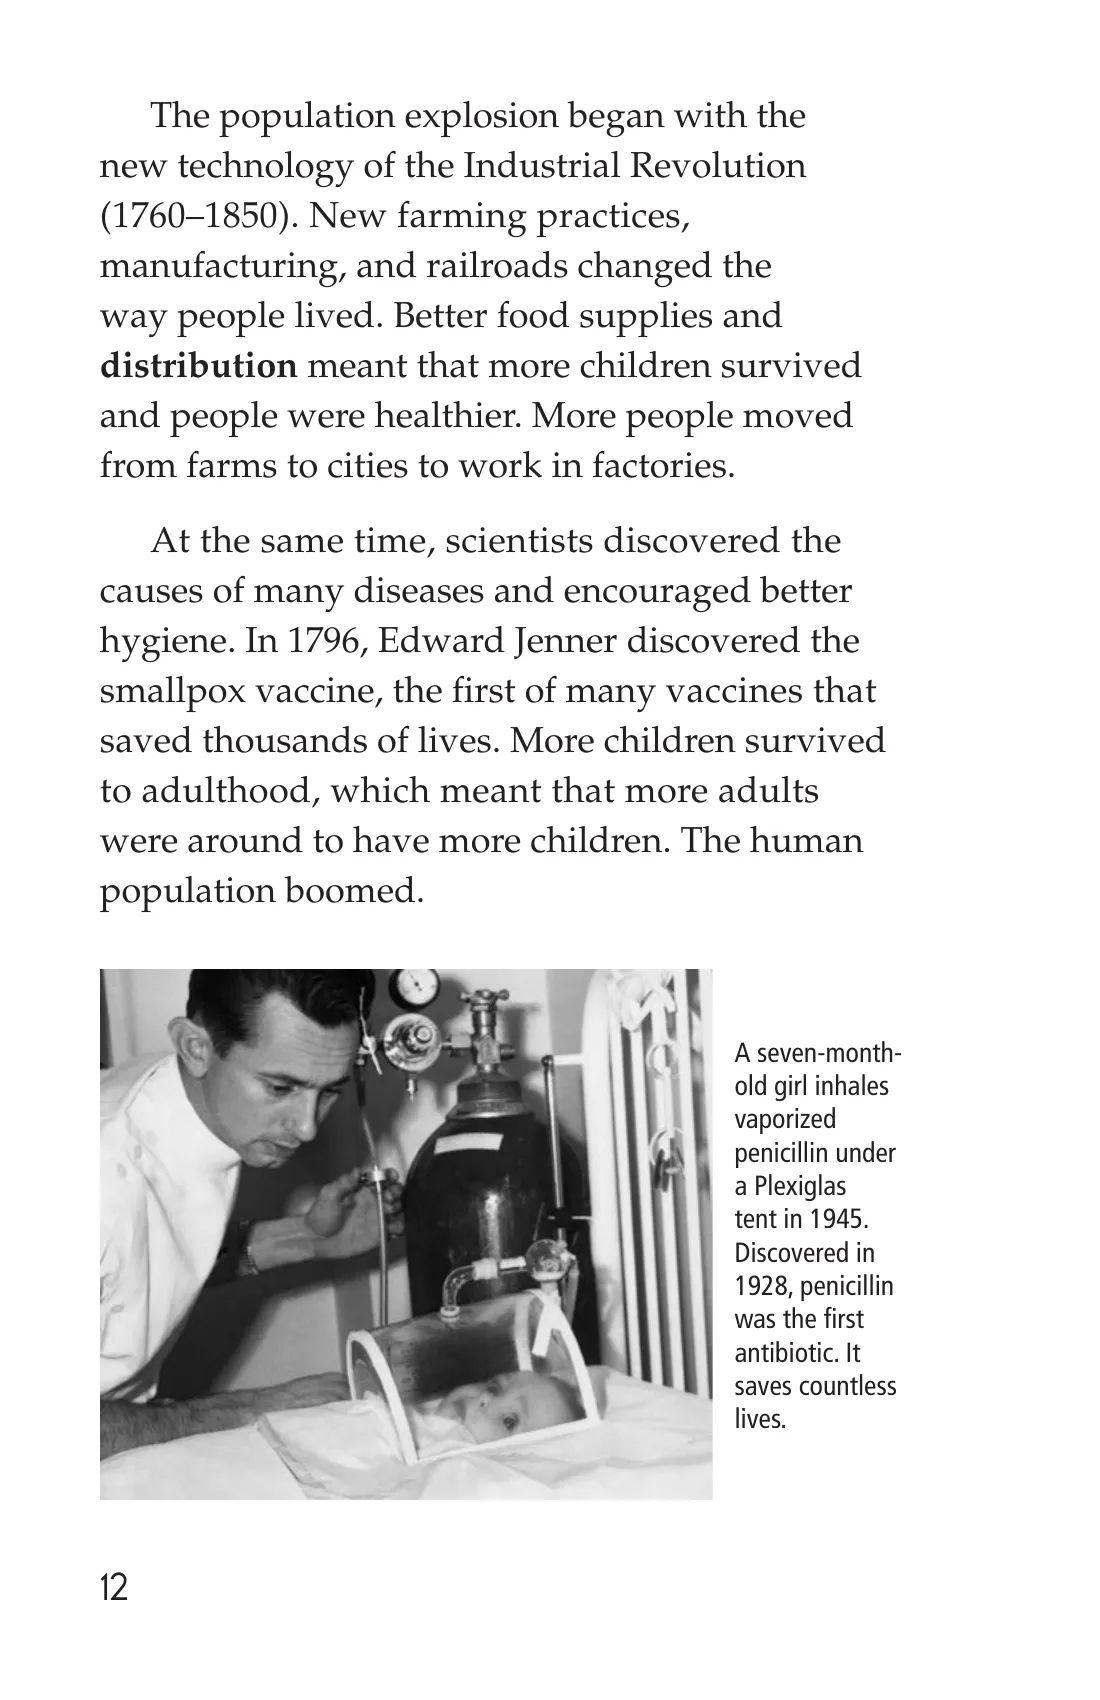 The population explosion began with the
new technology of the Industrial Revolution
(1760–1850). New farming practices,
manufacturing, and railroads changed the
way people lived. Better food supplies and
distribution meant that more children survived
and people were healthier. More people moved
from farms to cities to work in factories.
At the same time, scientists discovered the
causes of many diseases and encouraged better
hygiene. In 1796, Edward Jenner discovered the
smallpox vaccine, the first of many vaccines that
saved thousands of lives. More children survived
to adulthood, which meant that more adults
were around to have more children. The human
population boomed.
A seven-month-
old girl inhales
vaporized
penicillin under
a Plexiglas
tent in 1945.
Discovered in
1928, penicillin
was the first
antibiotic. It
saves countless
lives.
12